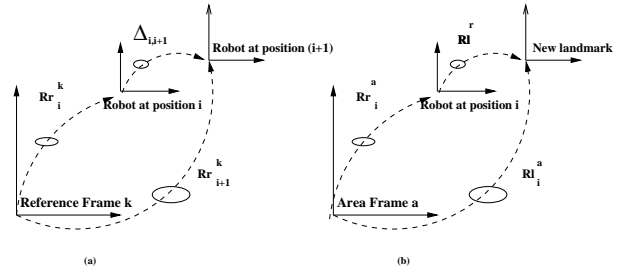 Δi,i+1
Robot at position (i+1)
Rr i k
Robot at position i
Rr i+1 k
Reference Frame k
(a)
Rl r
New landmark
Rr i a
Robot at position i
Rl i a
Area Frame a
(b)